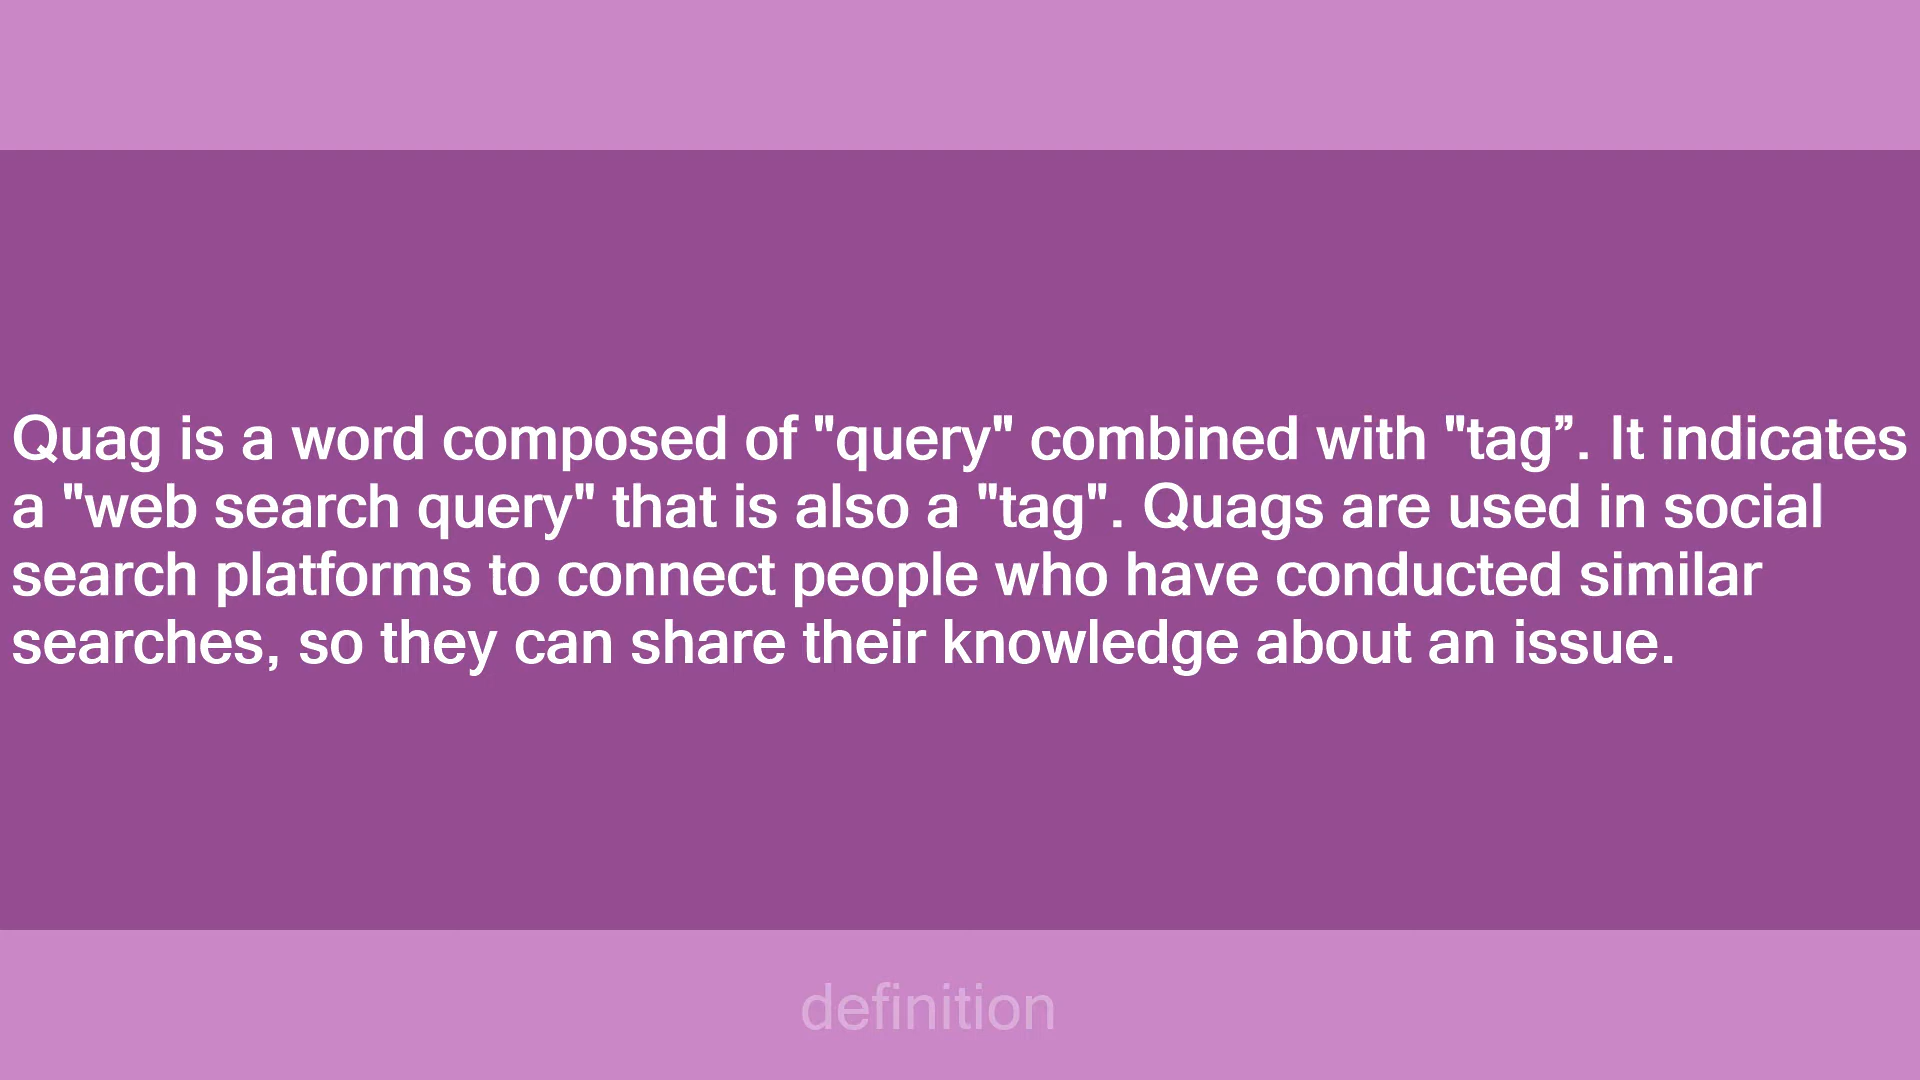 Quag is a word composed of "query" combined with "tag”. It indicates
a "web search query" that is also a "tag". Quags are used in social
search platforms to connect people who have conducted similar
searches, so they can share their knowledge about an issue.
definition